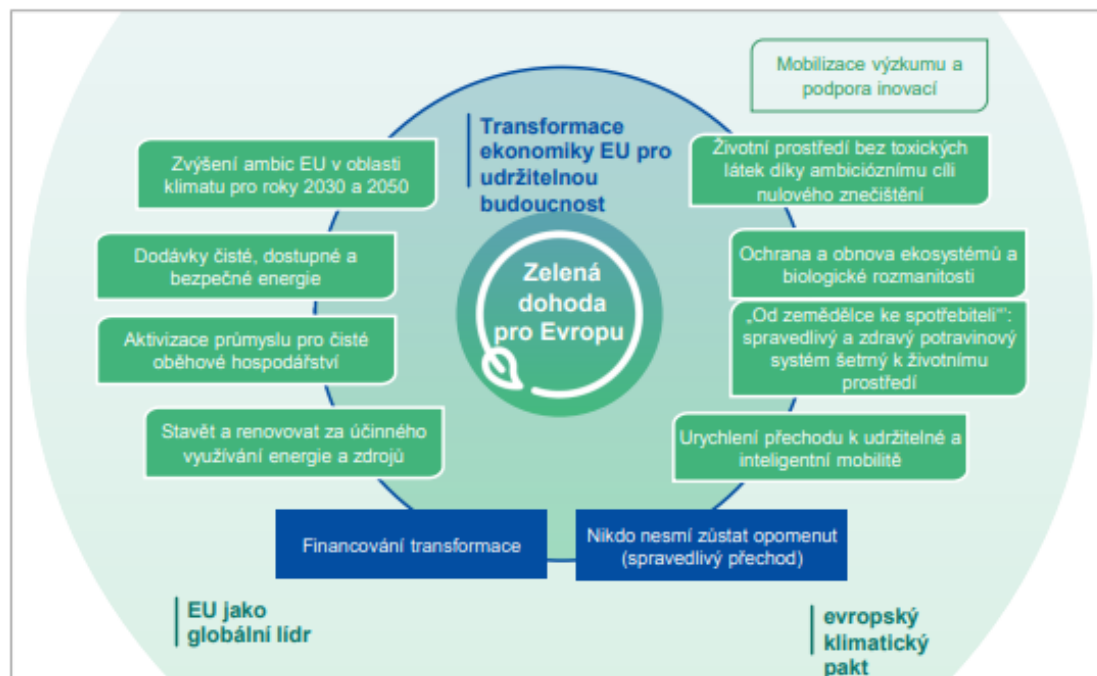 Mobilizace výzkumu a
podpora inovací
Transformace
ekonomiky EU pro
udržitelnou
budoucnost
Zvýšení ambic EU v oblasti
klimatu pro roky 2030 a 2050
Životní prostředí bez toxických
látek díky ambicióznímu cíli
nulového znečištění
Dodávky čisté, dostupné a
bezpečné energie
Zelená
dohoda
pro Evropu
Ochrana a obnova ekosystémů a
biologické rozmanitosti
Aktivizace průmyslu pro čisté
oběhové hospodářství
„Od zemědělce ke spotřebiteli“':
spravedlivý a zdravý potravinový
systém šetrný k životnímu
prostředí
Stavět a renovovat za účinného
využívání energie a zdrojů
Urychlení přechodu k udržitelné a
inteligentní mobilitě
Financování transformace
Nikdo nesmí zůstat opomenut
(spravedlivý přechod)
EU jako
globální lídr
evropský
klimatický
pakt